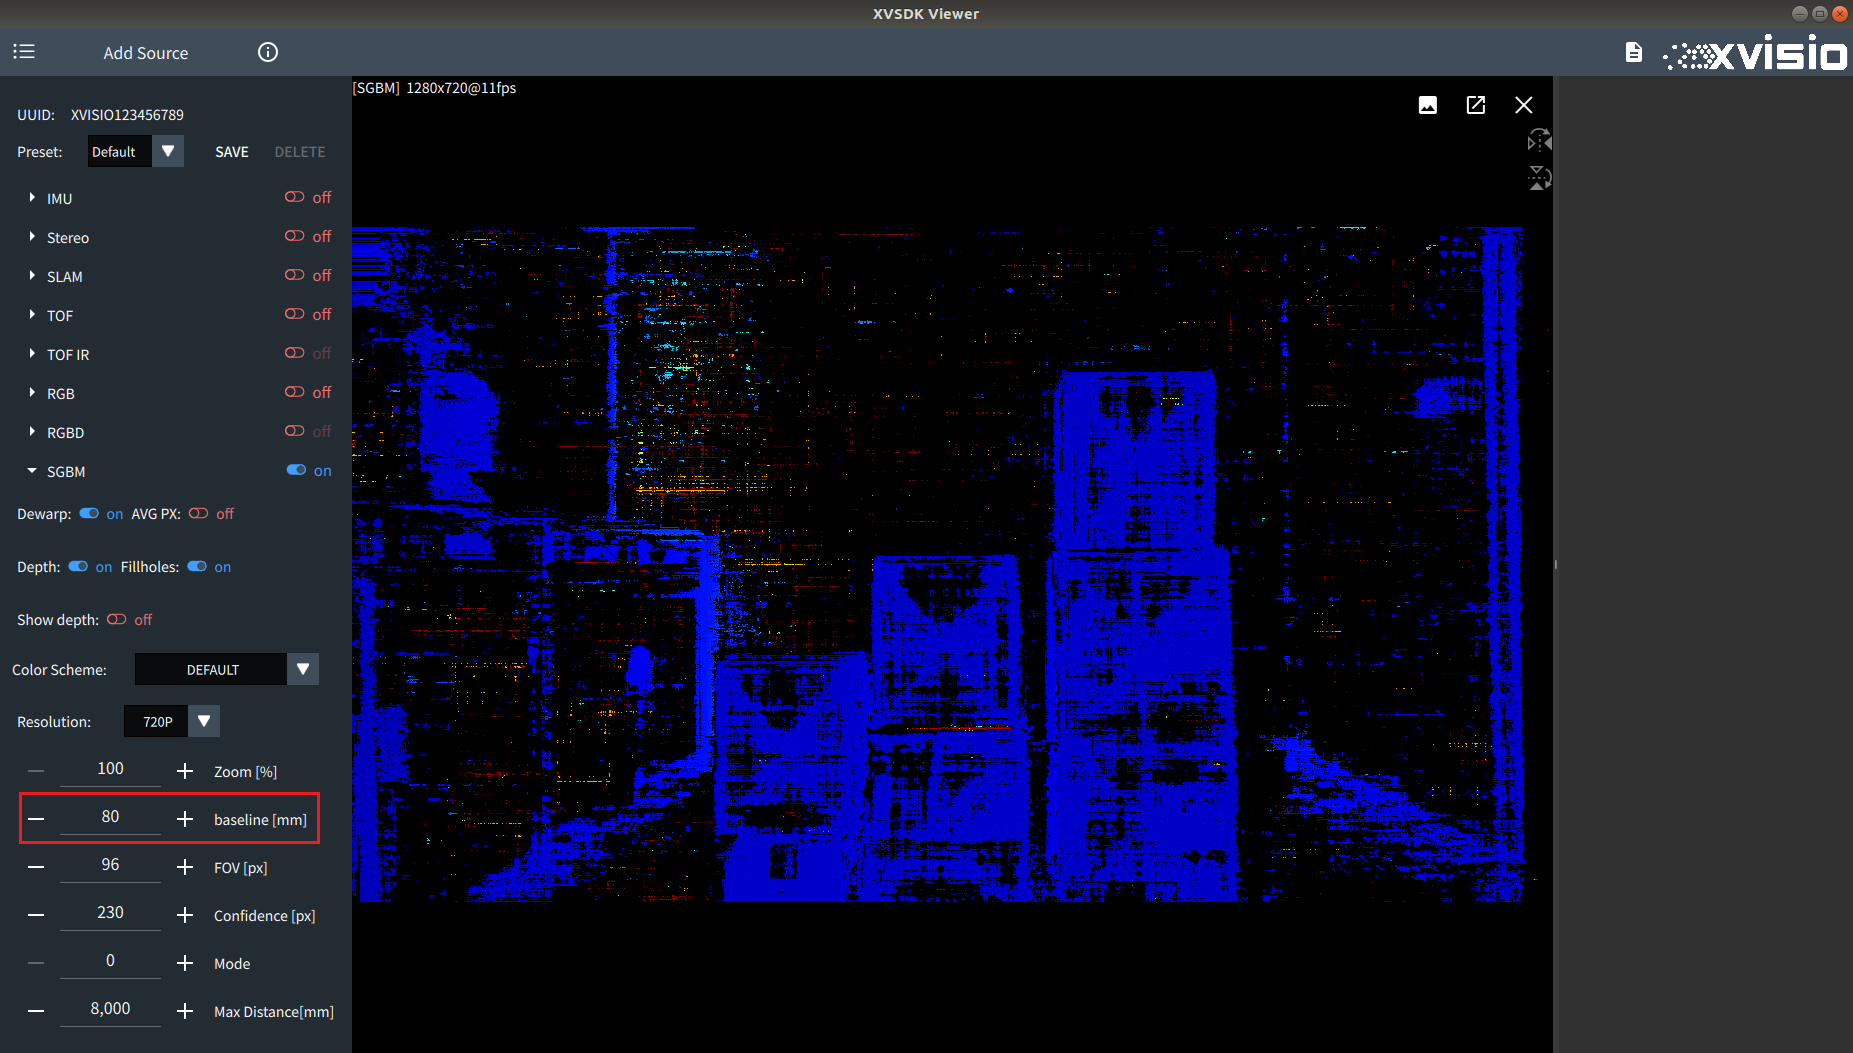 XVSDK Viewer
Add Source
xvisio
[SGBM] 1280x720@11fps
UUID: XVISIO123456789
Preset: Default SAVE DELETE
IMU off
Stereo off
SLAM off
TOF off
TOF IR off
RGB off
RGBD off
SGBM on
Dewarp: on AVG PX: off
Depth: on Fillholes: on
Show depth: off
Color Scheme: DEFAULT
Resolution: 720P
100 Zoom [%]
80 baseline [mm]
96 FOV [px]
230 Confidence [px]
0 Mode
8,000 Max Distance[mm]